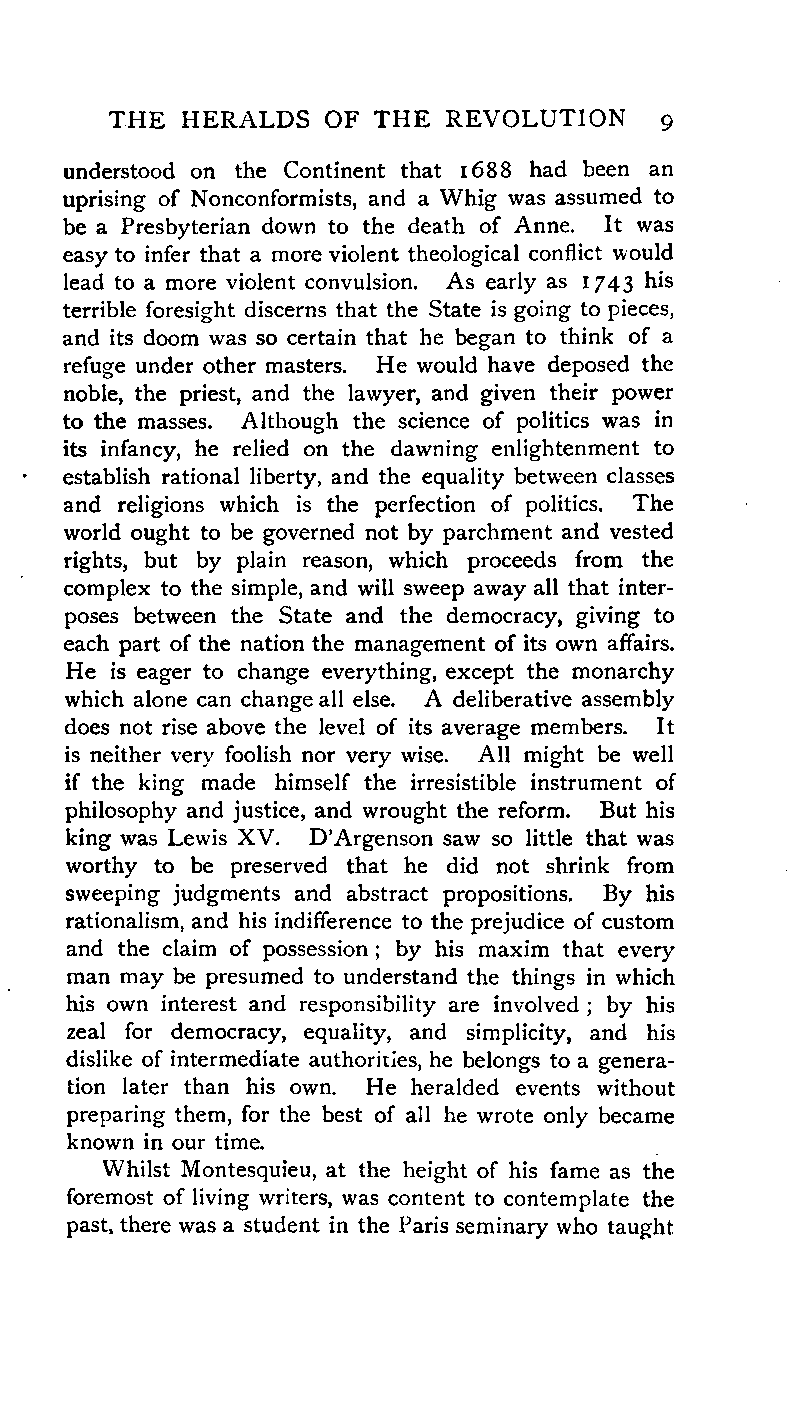 THE HERALDS OF THE REVOLUTION 9
understood on the Continent that 1688 had been an
uprising of Nonconformists, and a Whig was assumed to
be a Presbyterian down to the death of Anne. It was
easy to infer that a more violent theological conflict would
lead to a more violent convulsion. As early as 1743 his
terrible foresight discerns that the State is going to pieces,
and its doom was so certain that he began to think of a
refuge under other masters. He would have deposed the
noble, the priest, and the lawyer, and given their power
to the masses. Although the science of politics was in
its infancy, he relied on the dawning enlightenment to
establish rational liberty, and the equality between classes
and religions which is the perfection of politics. The
world ought to be governed not by parchment and vested
rights, but by plain reason, which proceeds from the
complex to the simple, and will sweep away all that inter-
poses between the State and the democracy, giving to
each part of the nation the management of its own affairs.
He is eager to change everything, except the monarchy
which alone can change all else. A deliberative assembly
does not rise above the level of its average members. It
is neither very foolish nor very wise. All might be well
if the king made himself the irresistible instrument of
philosophy and justice, and wrought the reform. But his
king was Lewis XV. D'Argenson saw so little that was
worthy to be preserved that he did not shrink from
sweeping judgments and abstract propositions. By his
rationalism, and his indifference to the prejudice of custom
and the claim of possession ; by his maxim that every
man may be presumed to understand the things in which
his own interest and responsibility are involved ; by his
zeal for democracy, equality, and simplicity, and his
dislike of intermediate authorities, he belongs to a genera-
tion later than his own. He heralded events without
preparing them, for the best of all he wrote only became
known in our time.
Whilst Montesquieu, at the height of his fame as the
foremost of living writers, was content to contemplate the
past, there was a student in the Paris seminary who taught